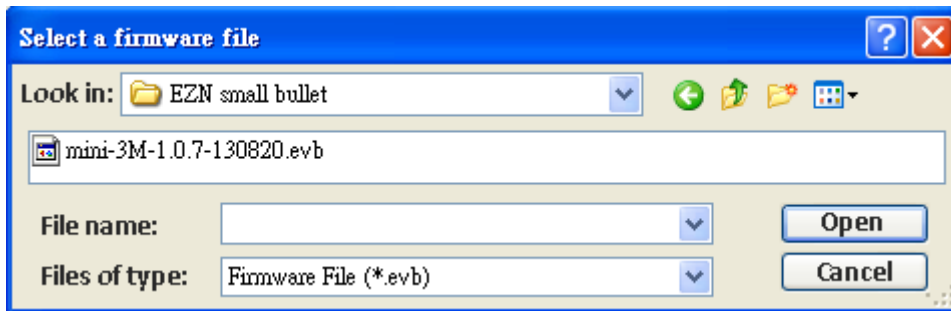 Select a firmware file
Look in: EZN small bullet
mini-3M-1.0.7-130820.evb
File name: Open
Files of type: Firmware File (*.evb) Cancel